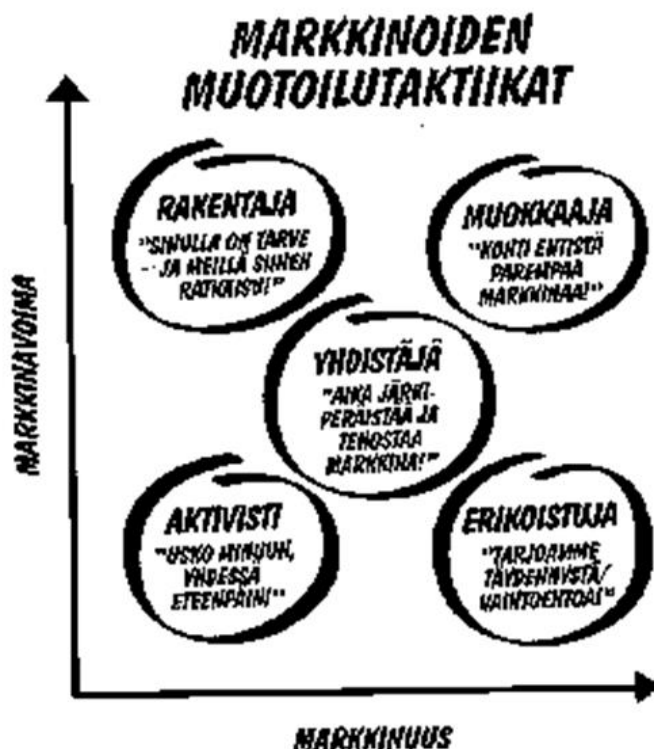 MARKKINOIDEN
MUOTOILUTAKTIIKAT
RAKENTAJA
"SINULLA ON TARVE
- JA MEILLÄ SIIHEN
RATKAISU!"
MUOKKAAJA
"KOHTI ENTISTÄ
PAREMPAA
MARKKINAA!"
YHDISTÄJÄ
"AIKA JÄRKI-
PERÄISTÄÄ JA
TEHOSTAA
MARKKINA!"
AKTIVISTI
"USKO MINUUN,
YHDESSÄ
ETEENPÄIN!"
ERIKOISTUJA
"TARJOAMME
TÄYDENNYSTÄ/
VAIHTOEHTOA!"
MARKKINAVOIMA
MARKKINUUS